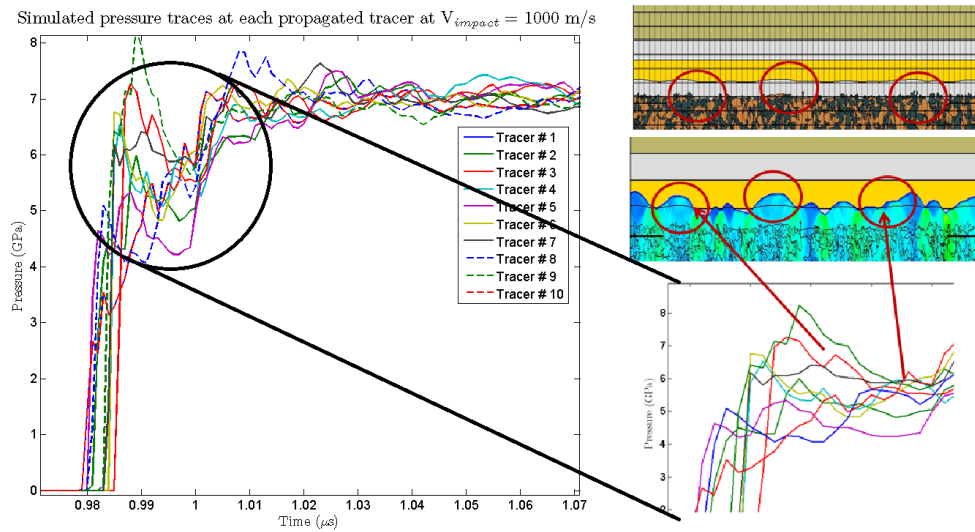 Simulated pressure traces at each propagated tracer at V_impact = 1000 m/s
8
7
6
5
4
3
2
1
0
Pressure (GPa)
0.98
0.99
1
1.01
1.02
1.03
1.04
1.05
1.06
1.07
Time (μs)
Tracer # 1
Tracer # 2
Tracer # 3
Tracer # 4
Tracer # 5
Tracer # 6
Tracer # 7
Tracer # 8
Tracer # 9
Tracer # 10
8
7
6
5
4
3
2
Pressure (GPa)